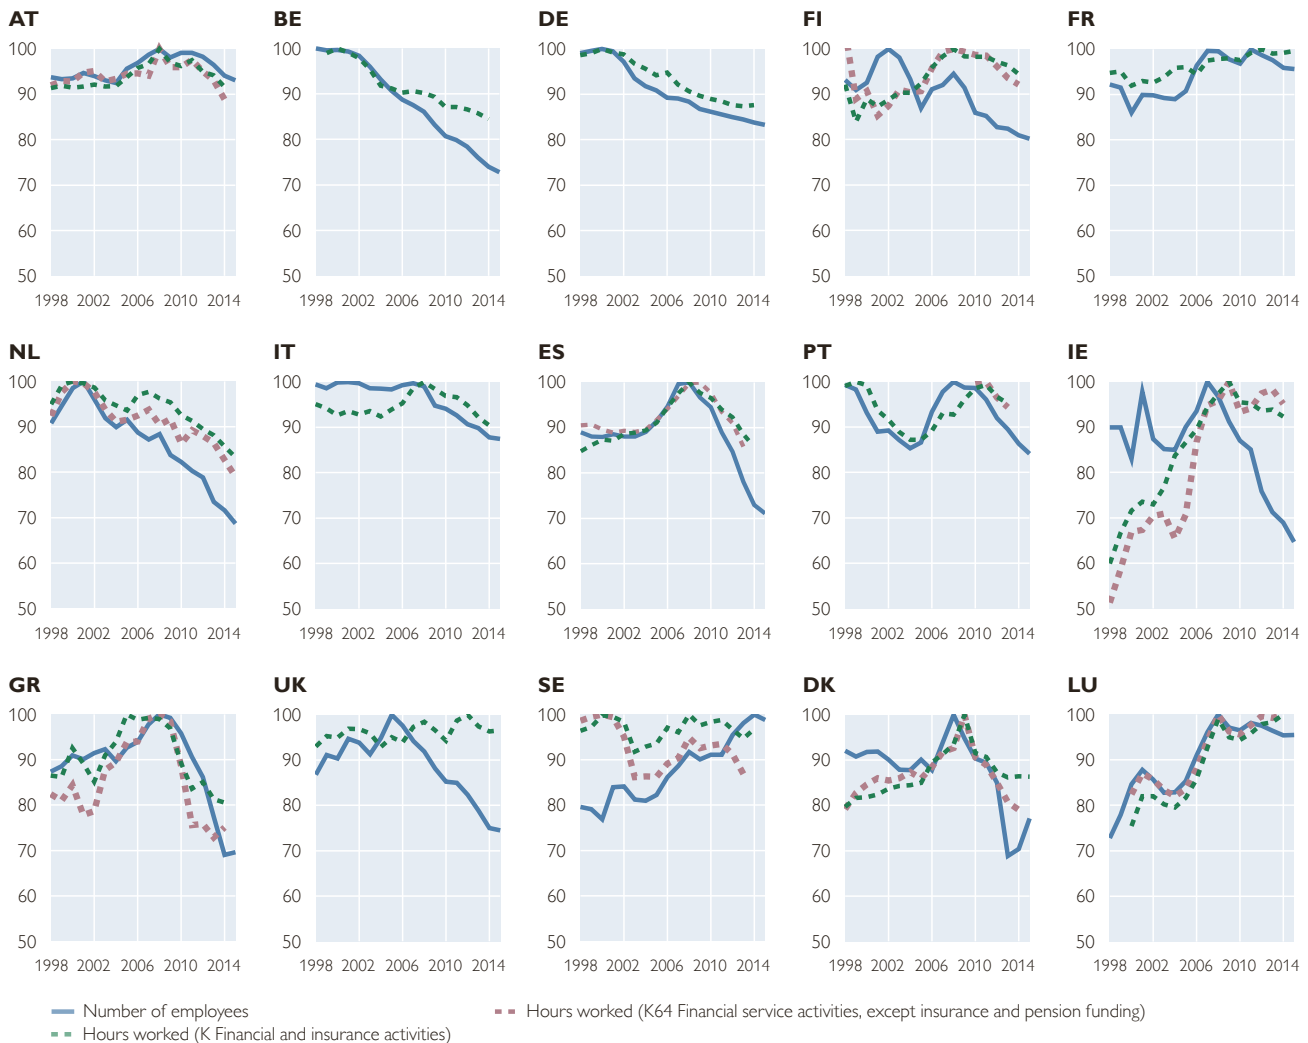 AT BE DE FI FR
100 100 100 100 100
90 90 90 90 90
80 80 80 80 80
70 70 70 70 70
60 60 60 60 60
50 50 50 50 50
1998 2002 2006 2010 2014 1998 2002 2006 2010 2014 1998 2002 2006 2010 2014 1998 2002 2006 2010 2014 1998 2002 2006 2010 2014
NL IT ES PT IE
100 100 100 100 100
90 90 90 90 90
80 80 80 80 80
70 70 70 70 70
60 60 60 60 60
50 50 50 50 50
1998 2002 2006 2010 2014 1998 2002 2006 2010 2014 1998 2002 2006 2010 2014 1998 2002 2006 2010 2014 1998 2002 2006 2010 2014
GR UK SE DK LU
100 100 100 100 100
90 90 90 90 90
80 80 80 80 80
70 70 70 70 70
60 60 60 60 60
50 50 50 50 50
1998 2002 2006 2010 2014 1998 2002 2006 2010 2014 1998 2002 2006 2010 2014 1998 2002 2006 2010 2014 1998 2002 2006 2010 2014
Number of employees Hours worked (K64 Financial service activities, except insurance and pension funding)
Hours worked (K Financial and insurance activities)